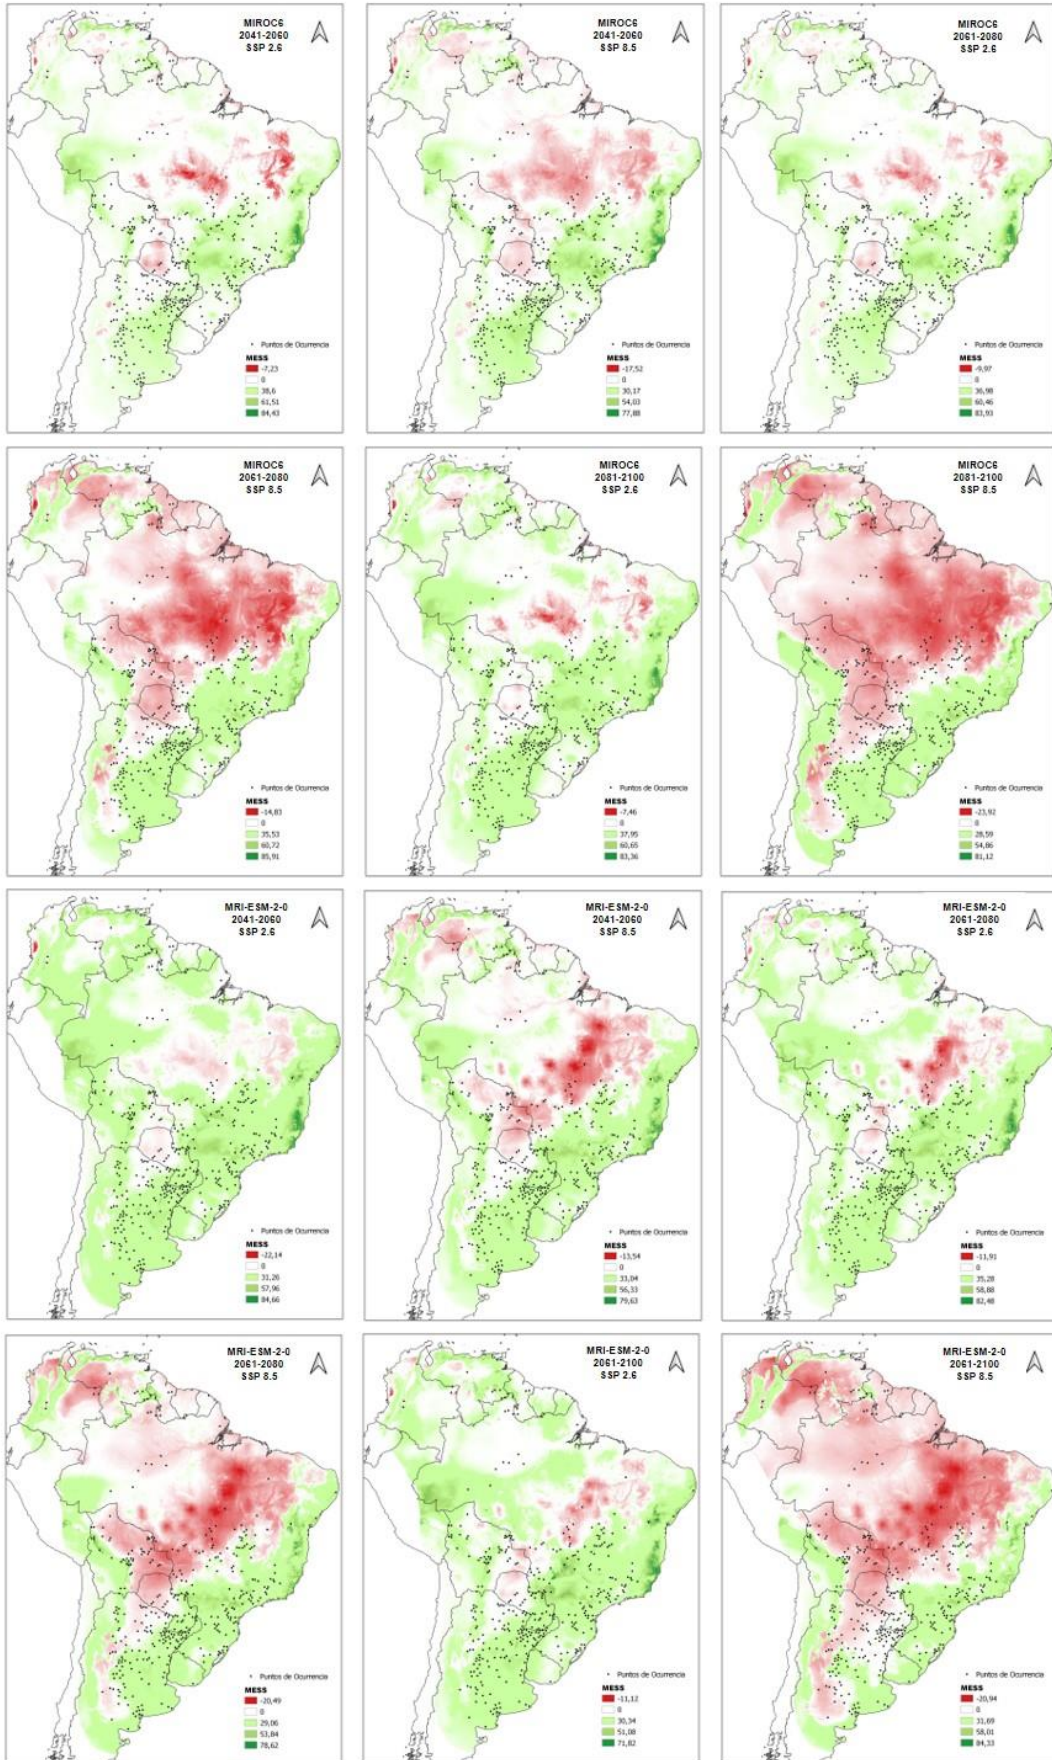 MIROC6
2041-2060
SSP 2.6
Puntos de Ocurrencia
MESS
-7,23
0
38,6
61,51
84,43
MIROC6
2041-2060
SSP 8.5
Puntos de Ocurrencia
MESS
-17,52
0
30,17
54,03
77,88
MIROC6
2061-2080
SSP 2.6
Puntos de Ocurrencia
MESS
-9,97
0
36,98
60,46
83,93
MIROC6
2061-2080
SSP 8.5
Puntos de Ocurrencia
MESS
-14,83
0
35,53
60,72
85,91
MIROC6
2081-2100
SSP 2.6
Puntos de Ocurrencia
MESS
-7,46
0
37,95
60,65
83,36
MIROC6
2081-2100
SSP 8.5
Puntos de Ocurrencia
MESS
-23,92
0
28,59
54,86
81,12
MRI-ESM-2-0
2041-2060
SSP 2.6
Puntos de Ocurrencia
MESS
-22,14
0
31,26
57,96
84,66
MRI-ESM-2-0
2041-2060
SSP 8.5
Puntos de Ocurrencia
MESS
-13,54
0
33,04
56,33
79,63
MRI-ESM-2-0
2061-2080
SSP 2.6
Puntos de Ocurrencia
MESS
-11,91
0
35,28
58,88
82,48
MRI-ESM-2-0
2061-2080
SSP 8.5
Puntos de Ocurrencia
MESS
-20,49
0
29,06
53,84
78,62
MRI-ESM-2-0
2061-2100
SSP 2.6
Puntos de Ocurrencia
MESS
-11,12
0
30,34
51,08
71,82
MRI-ESM-2-0
2061-2100
SSP 8.5
Puntos de Ocurrencia
MESS
-20,94
0
31,69
58,01
84,33